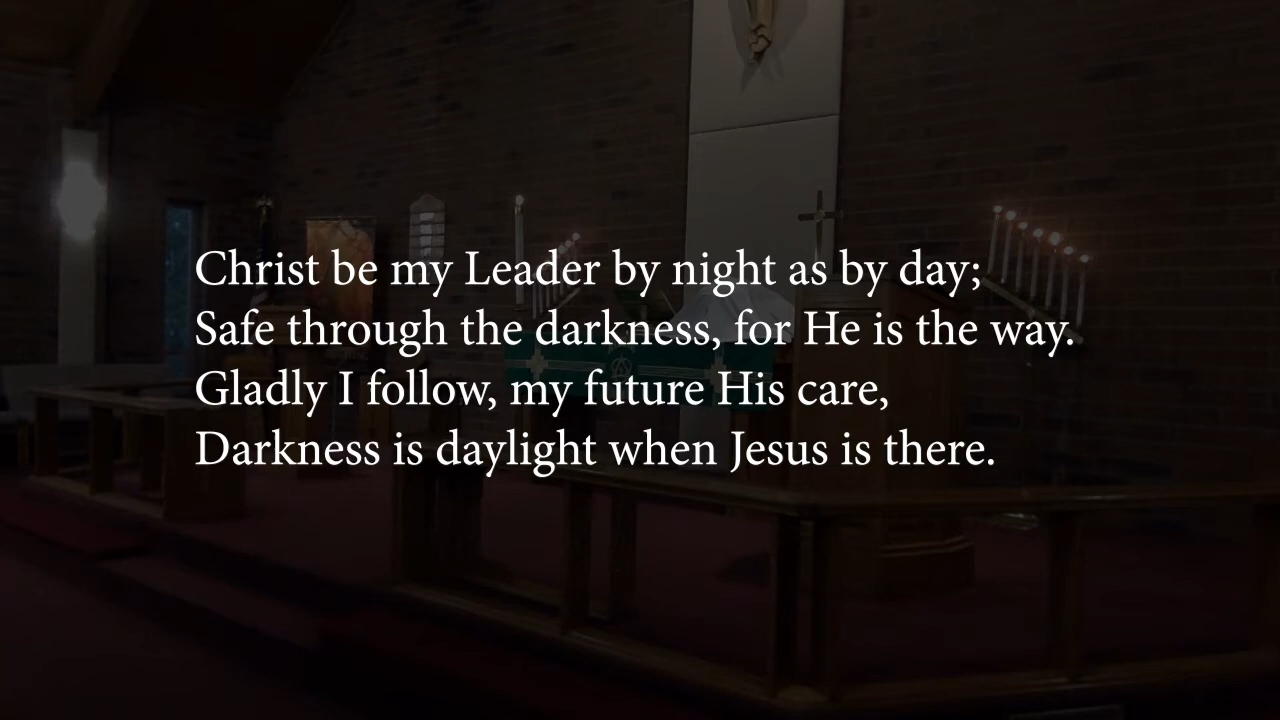 Christ be my Leader by night as by day;
Safe through the darkness, for He is the way.
Gladly I follow, my future His care,
Darkness is daylight when Jesus is there.